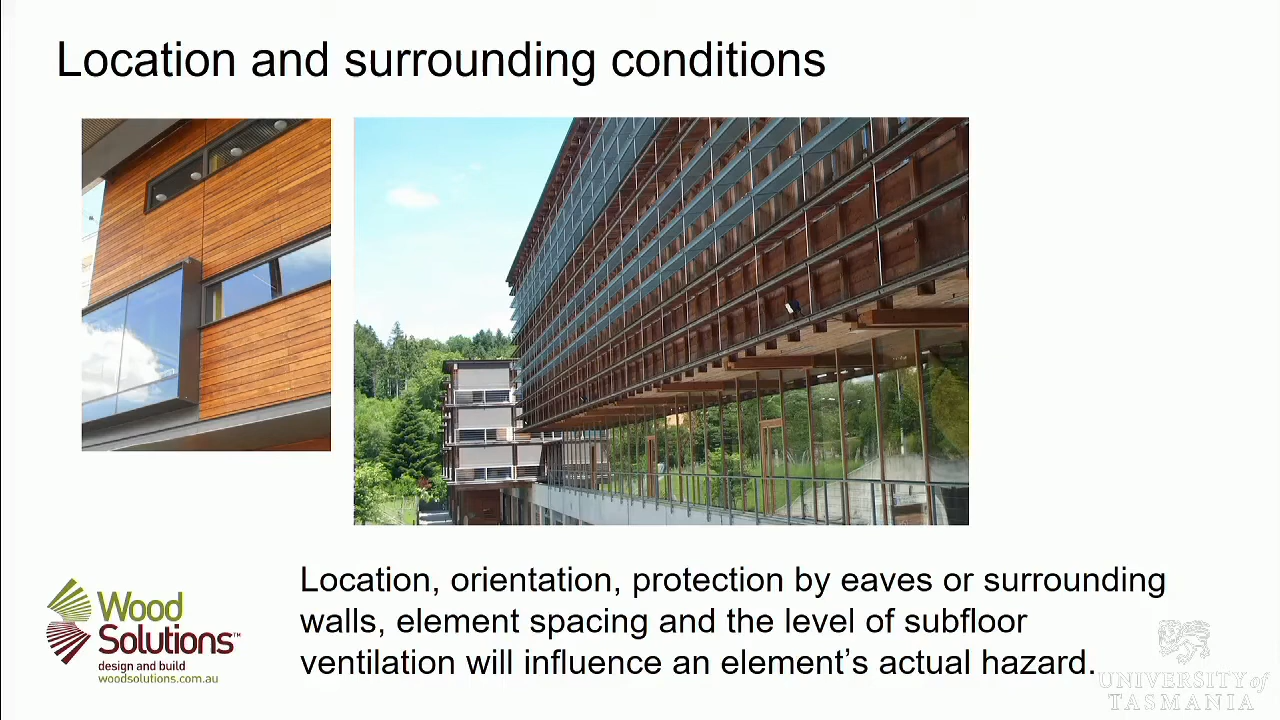 Location and surrounding conditions
Location, orientation, protection by eaves or surrounding
walls, element spacing and the level of subfloor
ventilation will influence an element’s actual hazard.
Wood
Solutions™
design and build
woodsolutions.com.au
UNIVERSITY of
TASMANIA